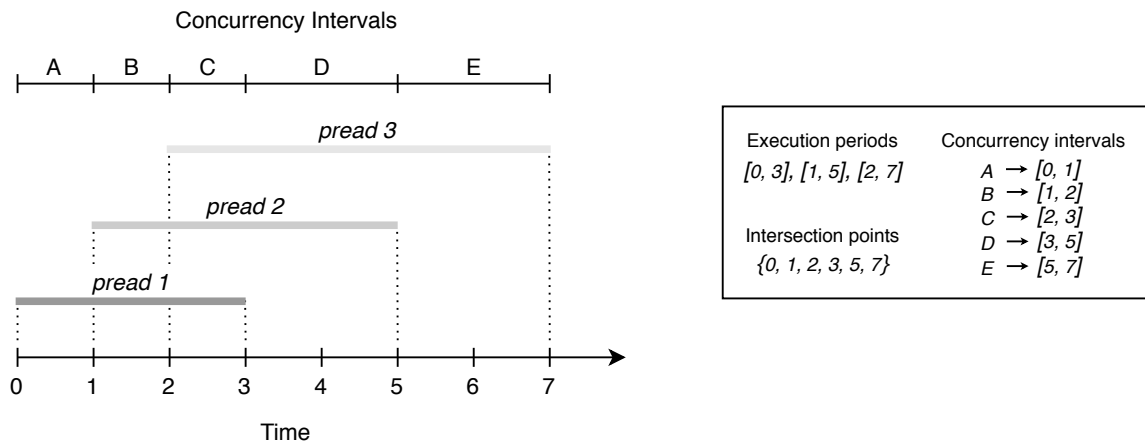 Concurrency Intervals
A B C D E
pread 3
pread 2
pread 1
0 1 2 3 4 5 6 7
Time
Execution periods
[0, 3], [1, 5], [2, 7]
Intersection points
{0, 1, 2, 3, 5, 7}
Concurrency intervals
A → [0, 1]
B → [1, 2]
C → [2, 3]
D → [3, 5]
E → [5, 7]